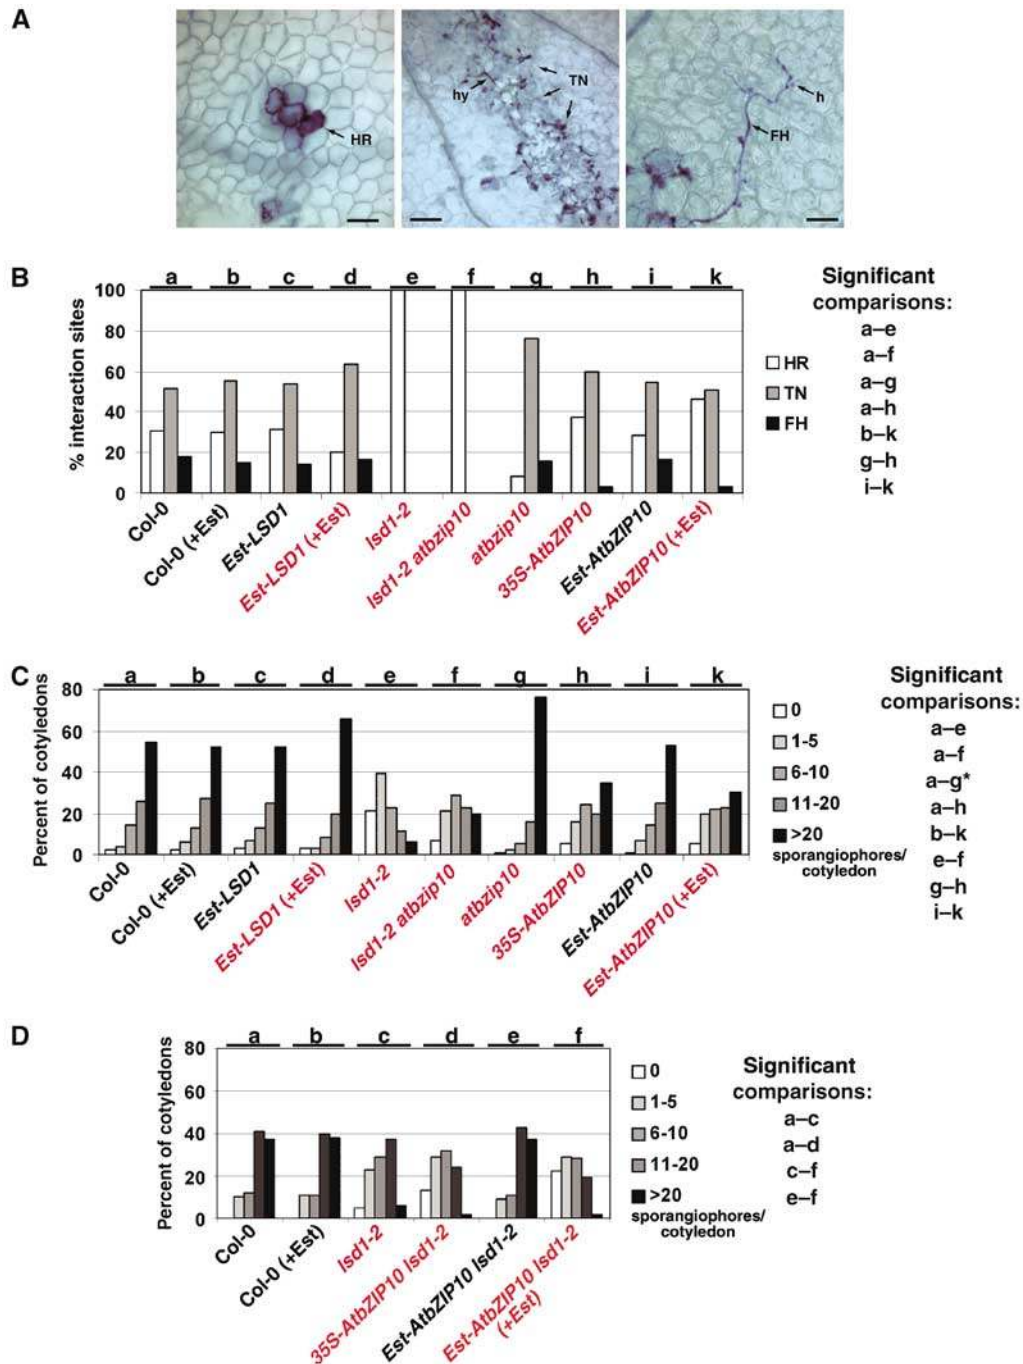 A
HR
hy
TN
h
FH
B
a b c d e f g h i k
% interaction sites
100
80
60
40
20
0
HR
TN
FH
Significant
comparisons:
a–e
a–f
a–g
a–h
b–k
g–h
i–k
Col-0
Col-0 (+Est)
Est-LSD1
Est-LSD1 (+Est)
lsd1-2
lsd1-2 atbzip10
atbzip10
35S-AtbZIP10
Est-AtbZIP10
Est-AtbZIP10 (+Est)
C
a b c d e f g h i k
Percent of cotyledons
80
60
40
20
0
0
1-5
6-10
11-20
>20
sporangiophores/
cotyledon
Significant
comparisons:
a–e
a–f
a–g*
a–h
b–k
e–f
g–h
i–k
Col-0
Col-0 (+Est)
Est-LSD1
Est-LSD1 (+Est)
lsd1-2
lsd1-2 atbzip10
atbzip10
35S-AtbZIP10
Est-AtbZIP10
Est-AtbZIP10 (+Est)
D
a b c d e f
Percent of cotyledons
80
60
40
20
0
0
1-5
6-10
11-20
>20
sporangiophores/
cotyledon
Significant
comparisons:
a–c
a–d
c–f
e–f
Col-0
Col-0 (+Est)
lsd1-2
35S-AtbZIP10 lsd1-2
Est-AtbZIP10 lsd1-2
Est-AtbZIP10 lsd1-2
(+Est)